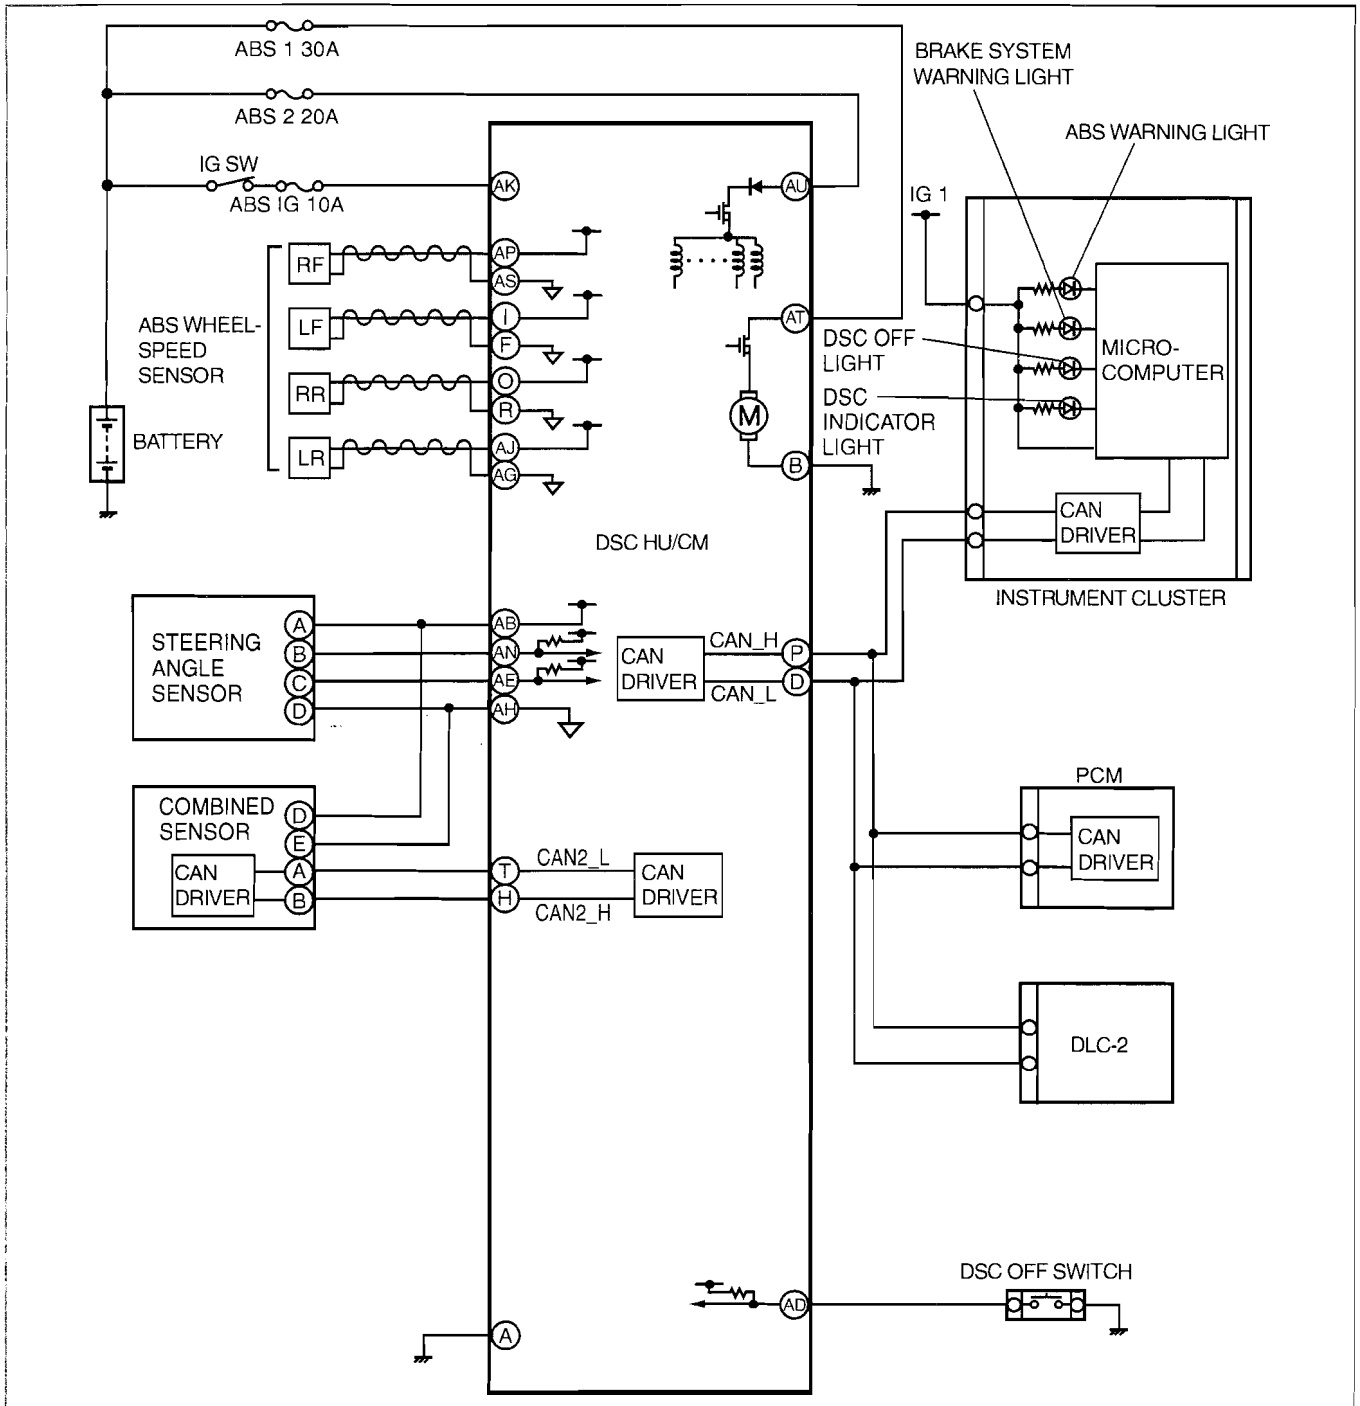 ABS 1 30A
ABS 2 20A
IG SW
ABS IG 10A
BRAKE SYSTEM
WARNING LIGHT
ABS WARNING LIGHT
IG 1
AK
AU
AP
AS
I
F
O
R
AJ
AG
RF
LF
RR
LR
ABS WHEEL-
SPEED
SENSOR
BATTERY
AT
M
B
DSC OFF
LIGHT
DSC
INDICATOR
LIGHT
MICRO-
COMPUTER
CAN
DRIVER
INSTRUMENT CLUSTER
DSC HU/CM
STEERING
ANGLE
SENSOR
A
B
C
D
AB
AN
AE
AH
CAN
DRIVER
CAN_H
CAN_L
P
D
COMBINED
SENSOR
CAN
DRIVER
D
E
A
B
T
H
CAN2_L
CAN2_H
CAN
DRIVER
PCM
CAN
DRIVER
DLC-2
DSC OFF SWITCH
AD
A